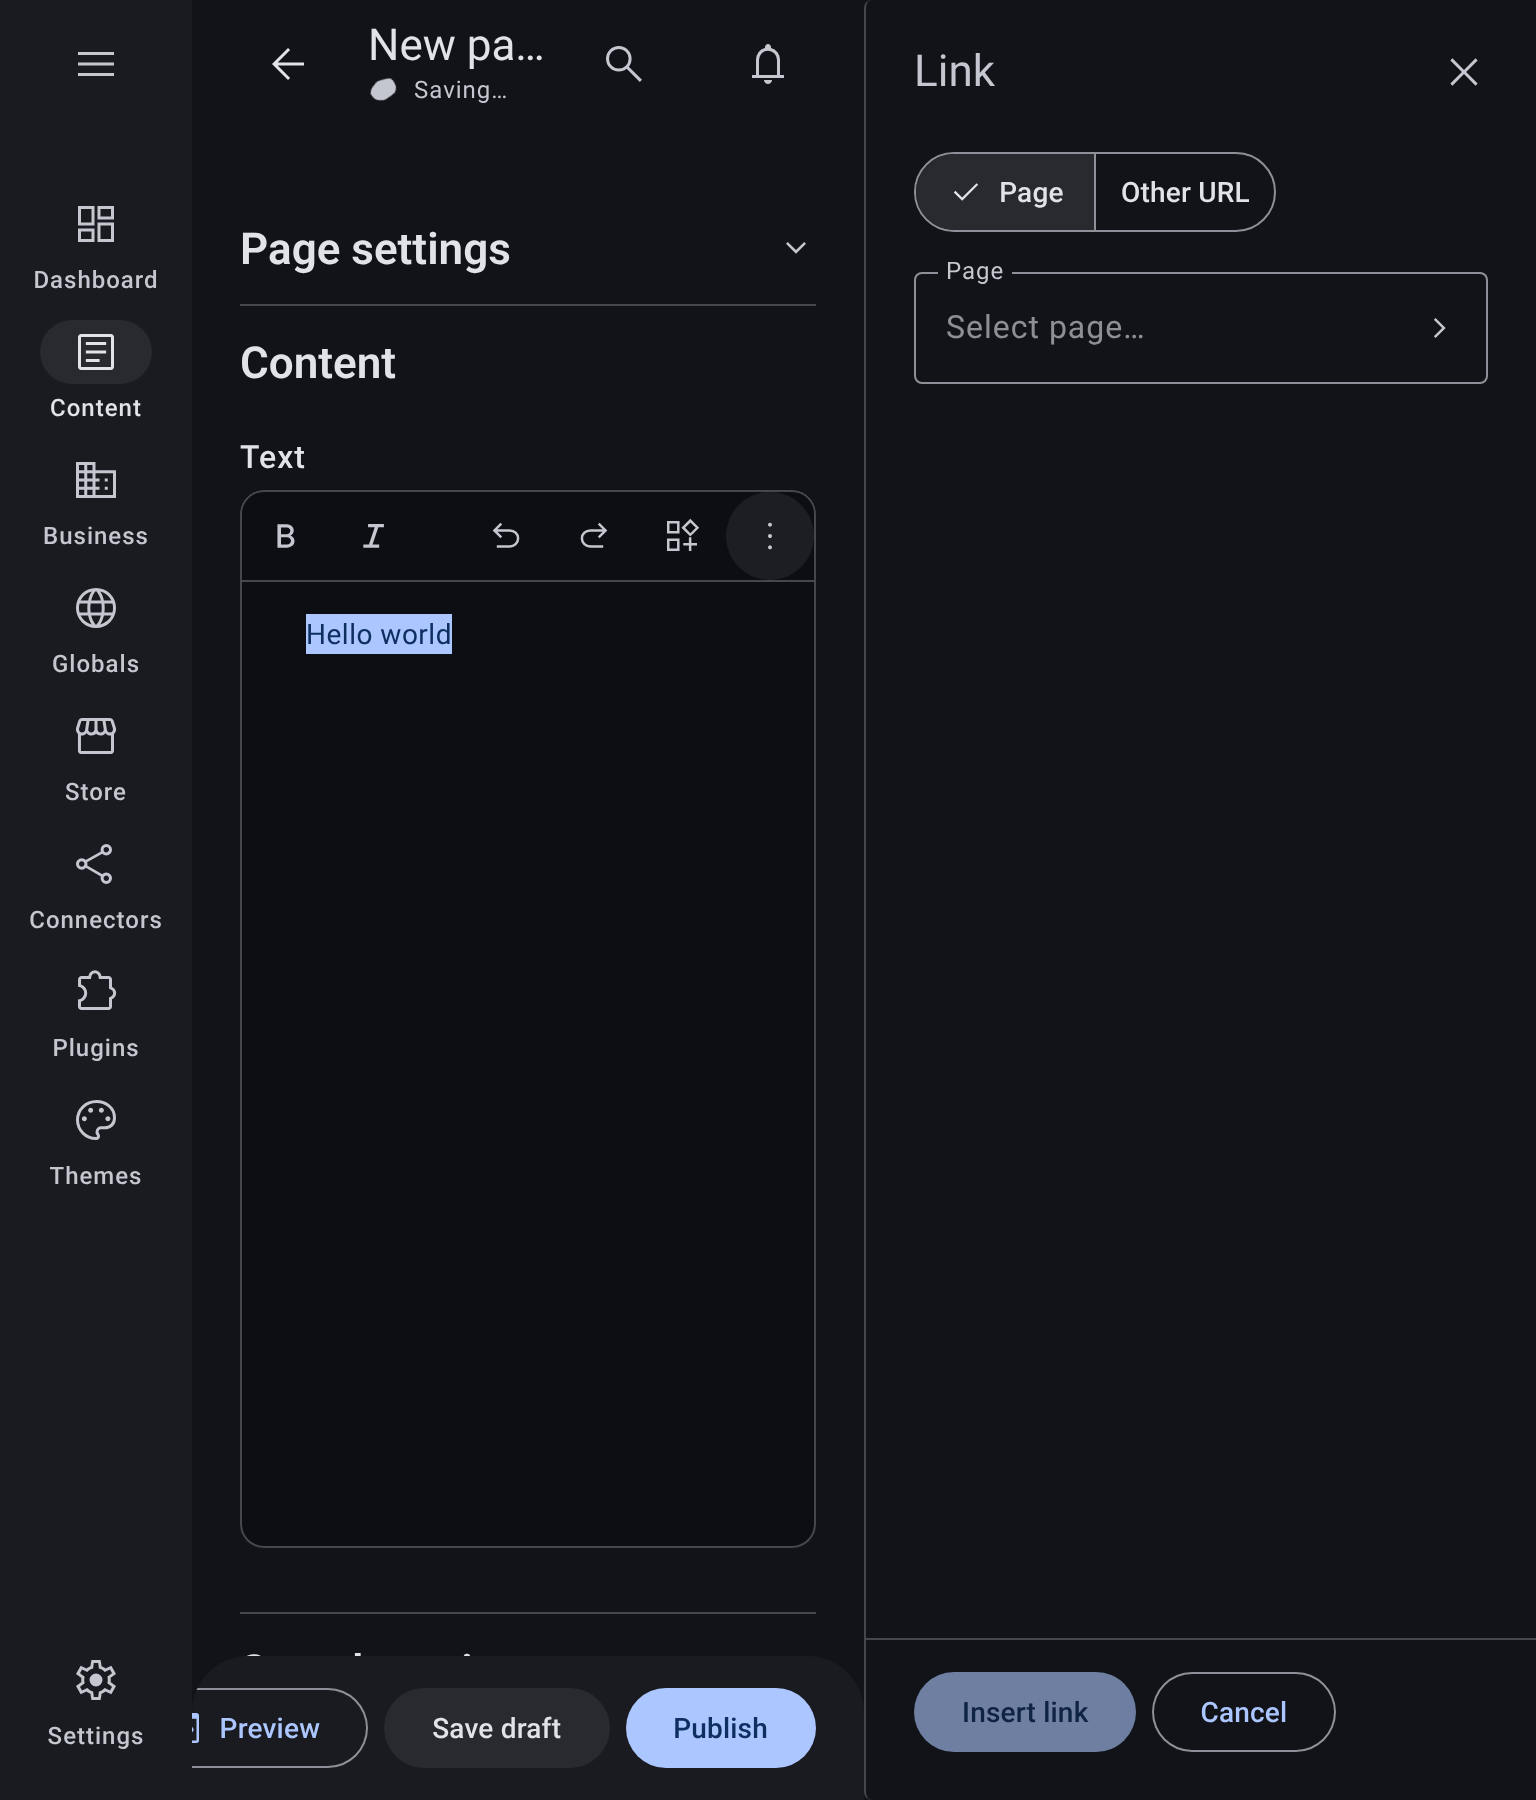 Dashboard
Content
Business
Globals
Store
Connectors
Plugins
Themes
Settings
New pa…
Saving…
Page settings
Content
Text
B I
Hello world
Preview
Save draft
Publish
Link
Page
Other URL
Page
Select page…
Insert link
Cancel